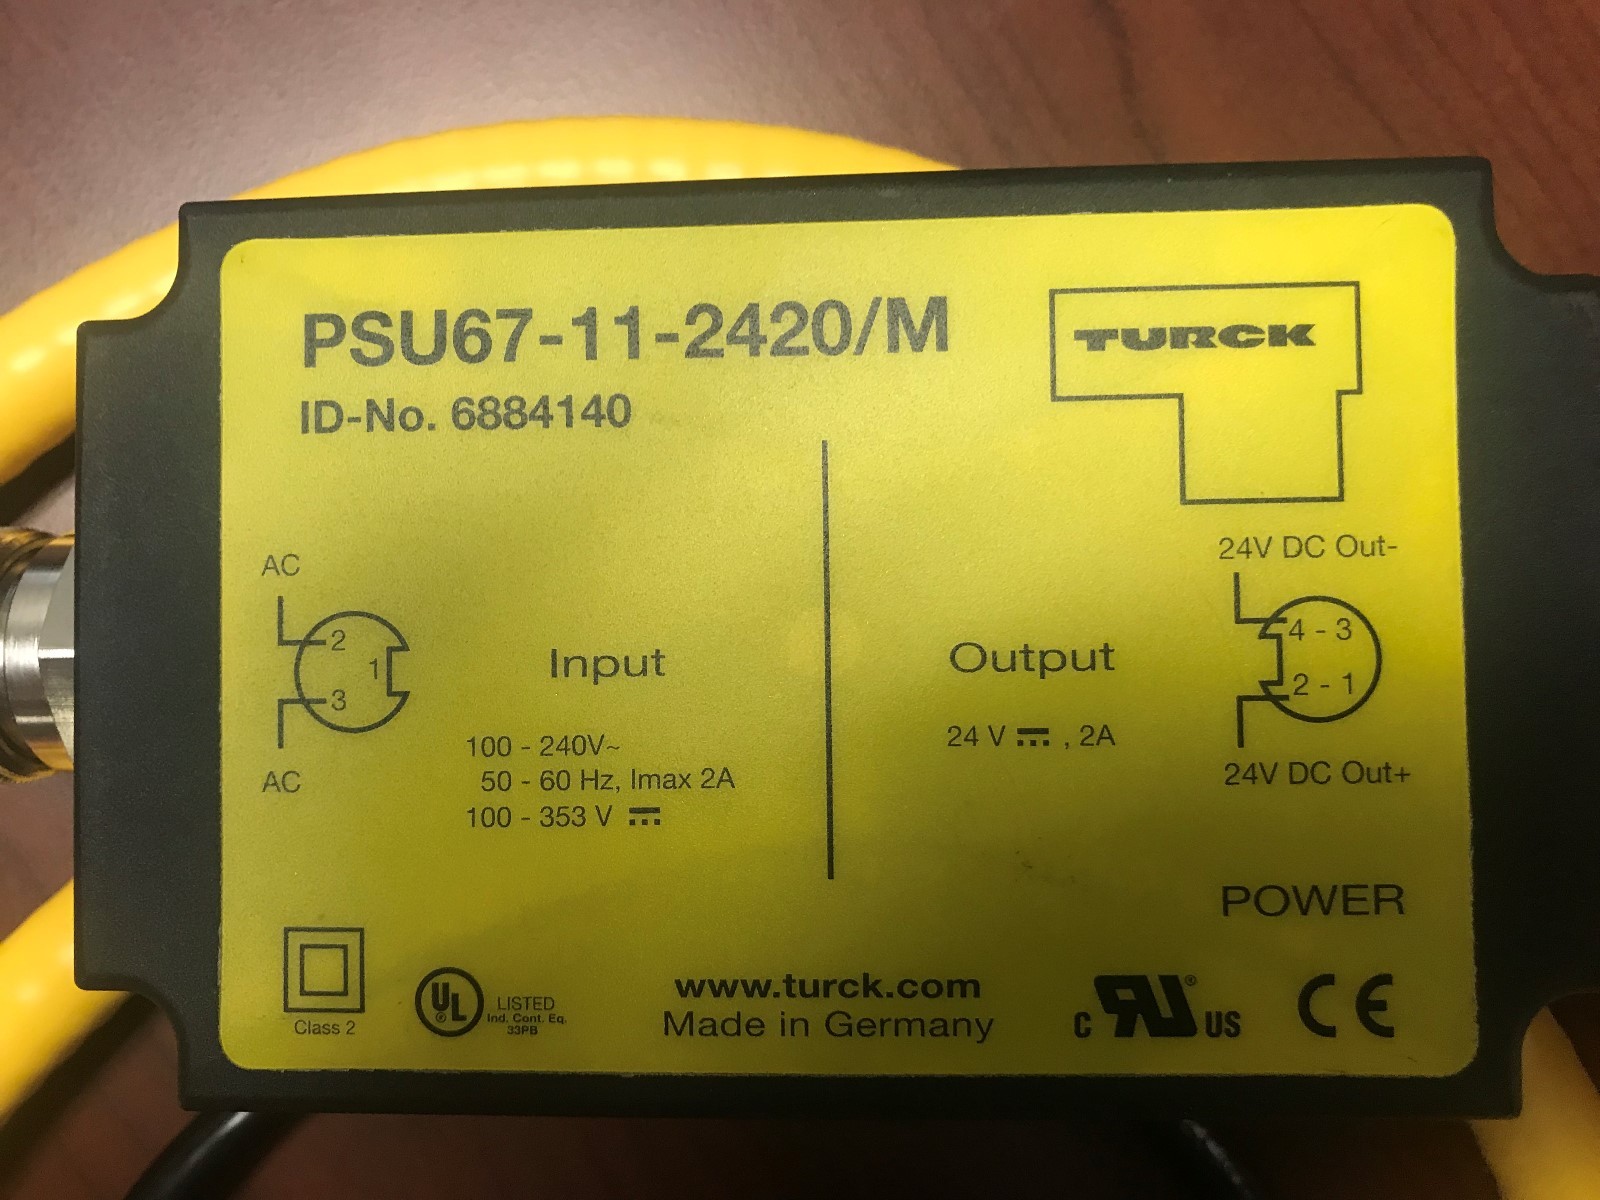 PSU67-11-2420/M
TURCK
ID-No. 6884140
AC
2
1
3
AC
Input
100 - 240V~
50 - 60 Hz, Imax 2A
100 - 353 V ⎓
Output
24 V ⎓ , 2A
24V DC Out-
4 - 3
2 - 1
24V DC Out+
POWER
Class 2
UL ®
LISTED
Ind. Cont. Eq.
33PB
www.turck.com
Made in Germany
c RU ® US
CE